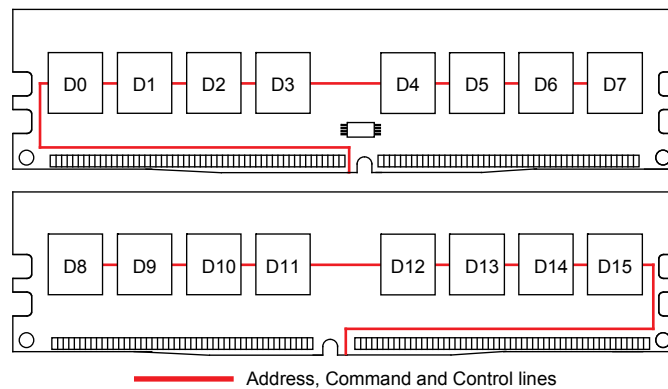 D0 D1 D2 D3 D4 D5 D6 D7
D8 D9 D10 D11 D12 D13 D14 D15
Address, Command and Control lines